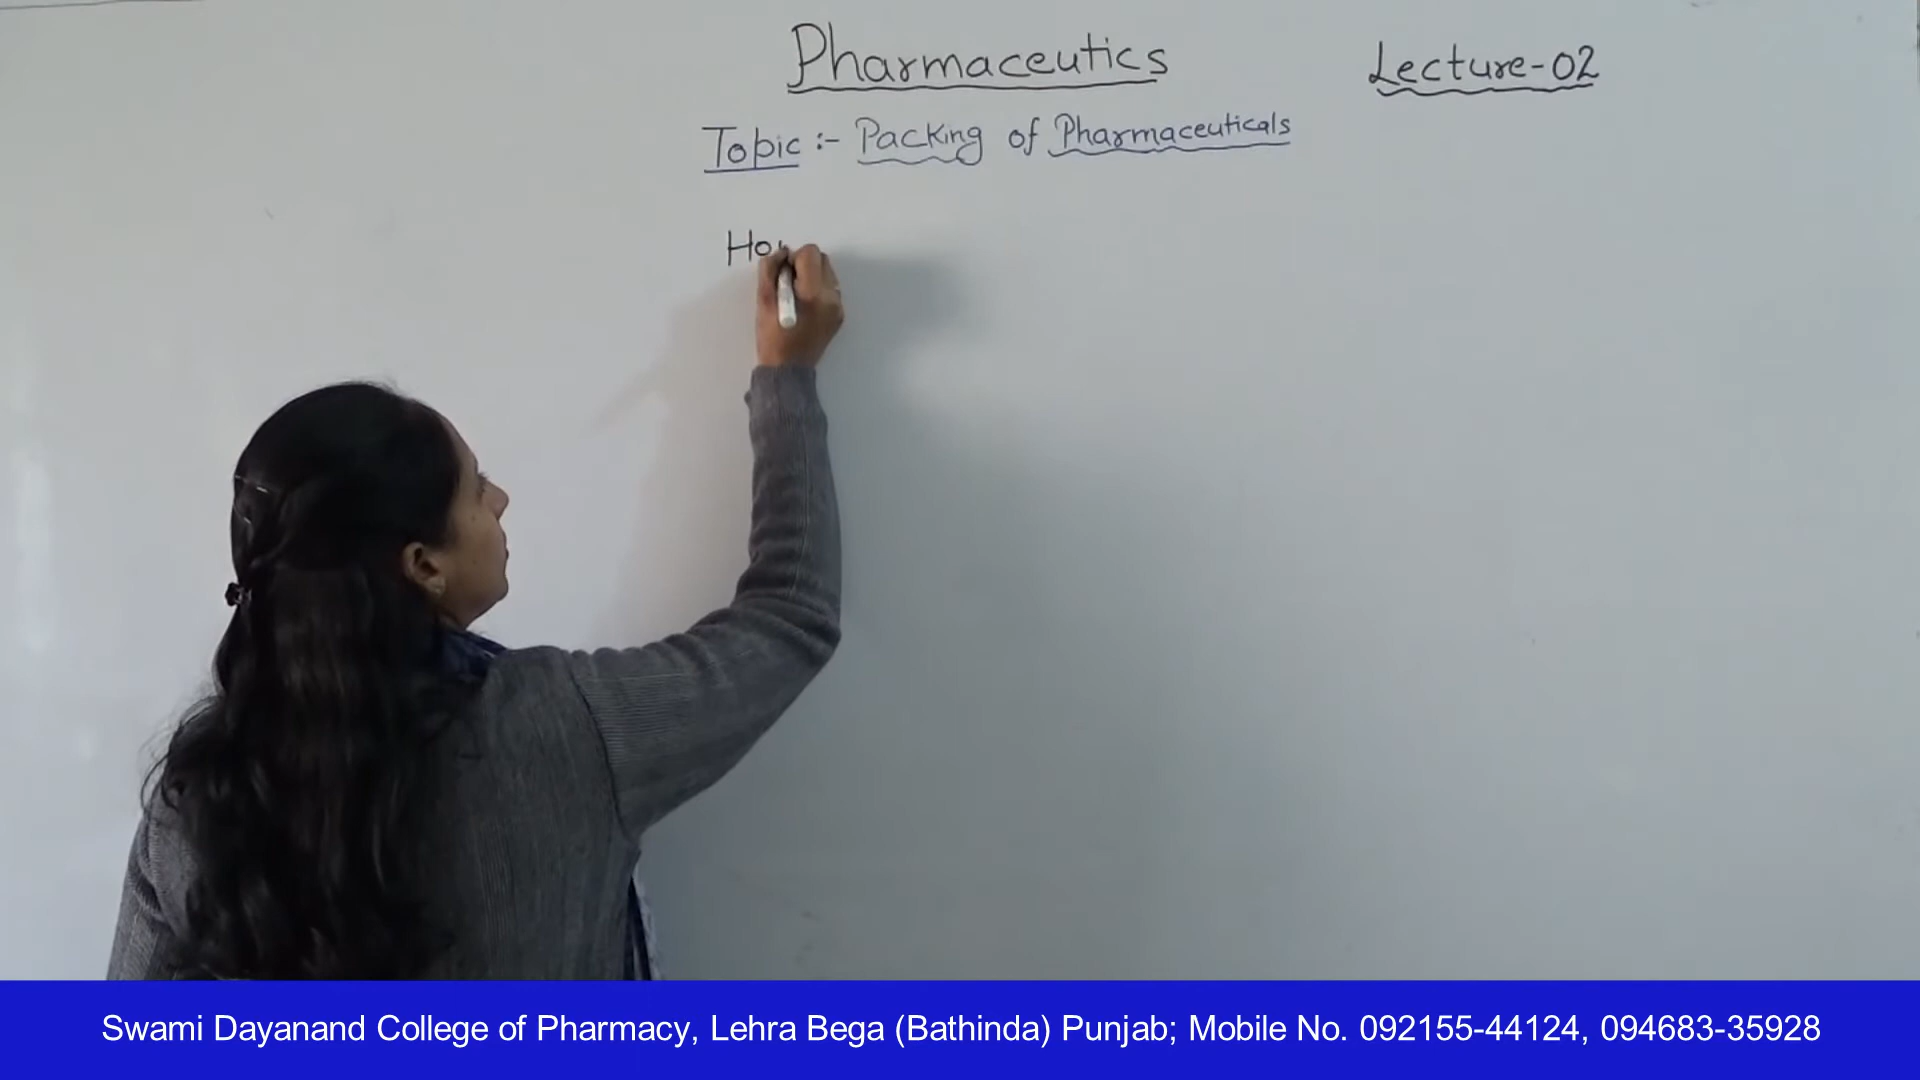 Pharmaceutics
Lecture-02
Topic :- Packing of Pharmaceuticals
Swami Dayanand College of Pharmacy, Lehra Bega (Bathinda) Punjab; Mobile No. 092155-44124, 094683-35928